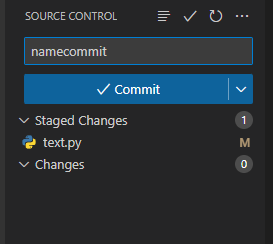 SOURCE CONTROL
namecommit
Commit
Staged Changes 1
text.py M
Changes 0